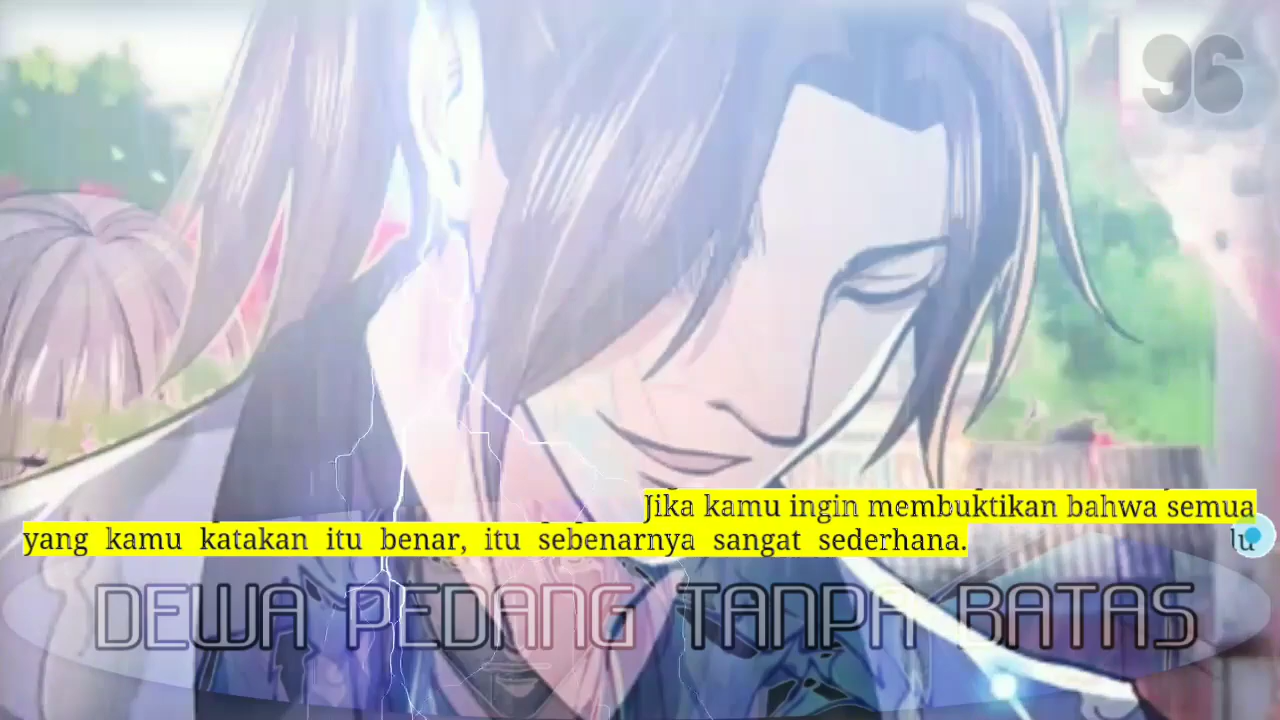 96
Jika kamu ingin membuktikan bahwa semua
yang kamu katakan itu benar, itu sebenarnya sangat sederhana.
DEWA PEDANG TANPA BATAS